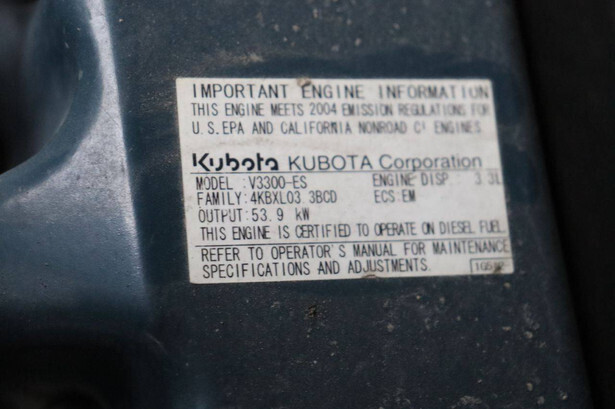 IMPORTANT ENGINE INFORMATION
THIS ENGINE MEETS 2004 EMISSION REGULATIONS FOR
U.S.EPA AND CALIFORNIA NONROAD CI ENGINES.
Kubota KUBOTA Corporation
MODEL :V3300-ES ENGINE DISP : 3.3L
FAMILY:4KBXL03.3BCD ECS:EM
OUTPUT:53.9 kW
THIS ENGINE IS CERTIFIED TO OPERATE ON DIESEL FUEL.
REFER TO OPERATOR'S MANUAL FOR MAINTENANCE
SPECIFICATIONS AND ADJUSTMENTS.